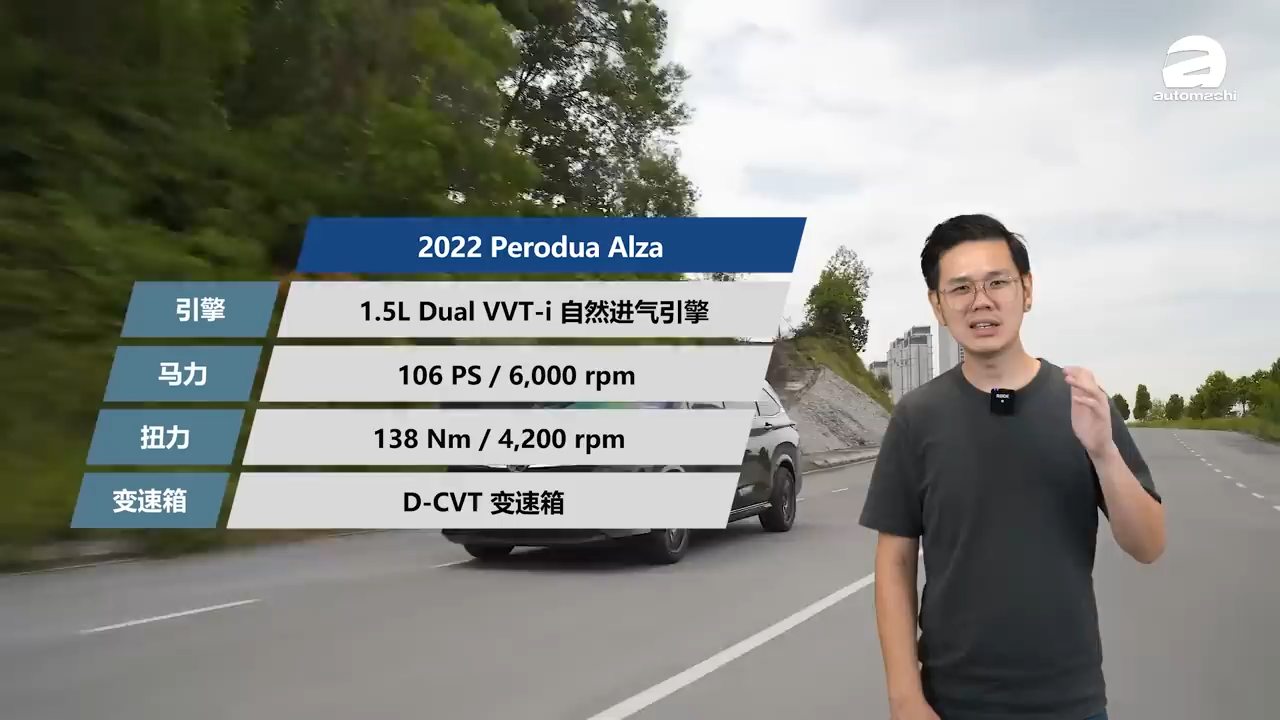 automachi
2022 Perodua Alza
引擎
1.5L Dual VVT-i 自然进气引擎
马力
106 PS / 6,000 rpm
扭力
138 Nm / 4,200 rpm
变速箱
D-CVT 变速箱
RODE